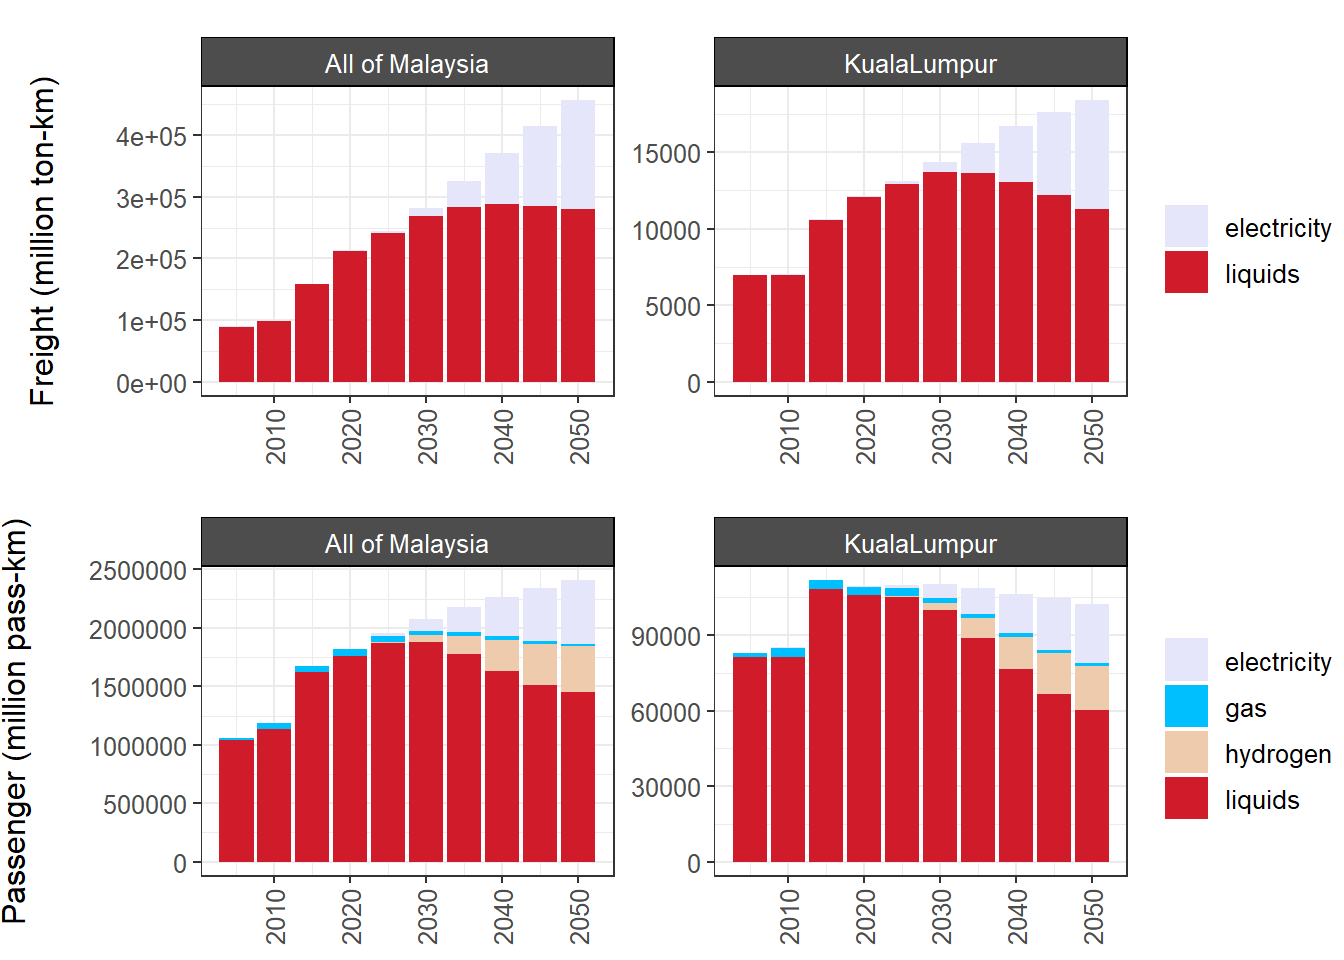 Freight (million ton-km)
All of Malaysia
4e+05
3e+05
2e+05
1e+05
0e+00
2010
2020
2030
2040
2050
KualaLumpur
15000
10000
5000
0
2010
2020
2030
2040
2050
electricity
liquids
Passenger (million pass-km)
All of Malaysia
2500000
2000000
1500000
1000000
500000
0
2010
2020
2030
2040
2050
KualaLumpur
90000
60000
30000
0
2010
2020
2030
2040
2050
electricity
gas
hydrogen
liquids